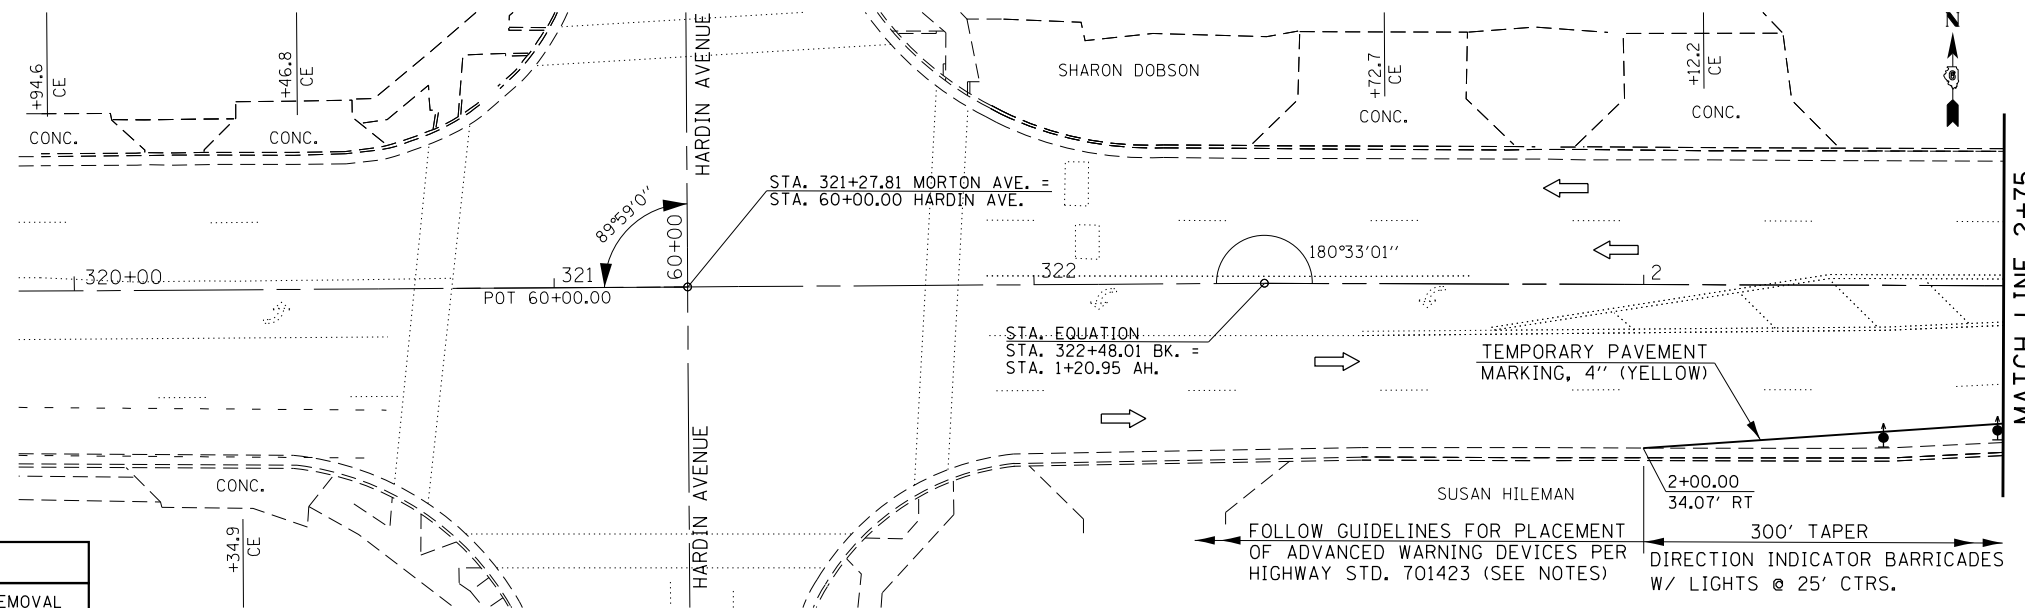 N
+94.6
CE
+46.8
CE
HARDIN AVENUE
SHARON DOBSON
+72.7
CE
+12.2
CE
CONC.
CONC.
CONC.
CONC.
STA. 321+27.81 MORTON AVE. =
STA. 60+00.00 HARDIN AVE.
89°59'0"
60+00
180°33'01''
MATCH LINE 2+75
320+00
321
322
2
POT 60+00.00
STA. EQUATION
STA. 322+48.01 BK. =
STA. 1+20.95 AH.
TEMPORARY PAVEMENT
MARKING, 4'' (YELLOW)
HARDIN AVENUE
CONC.
+34.9
CE
SUSAN HILEMAN
2+00.00
34.07' RT
FOLLOW GUIDELINES FOR PLACEMENT
OF ADVANCED WARNING DEVICES PER
HIGHWAY STD. 701423 (SEE NOTES)
300' TAPER
DIRECTION INDICATOR BARRICADES
W/ LIGHTS @ 25' CTRS.
EMOVAL